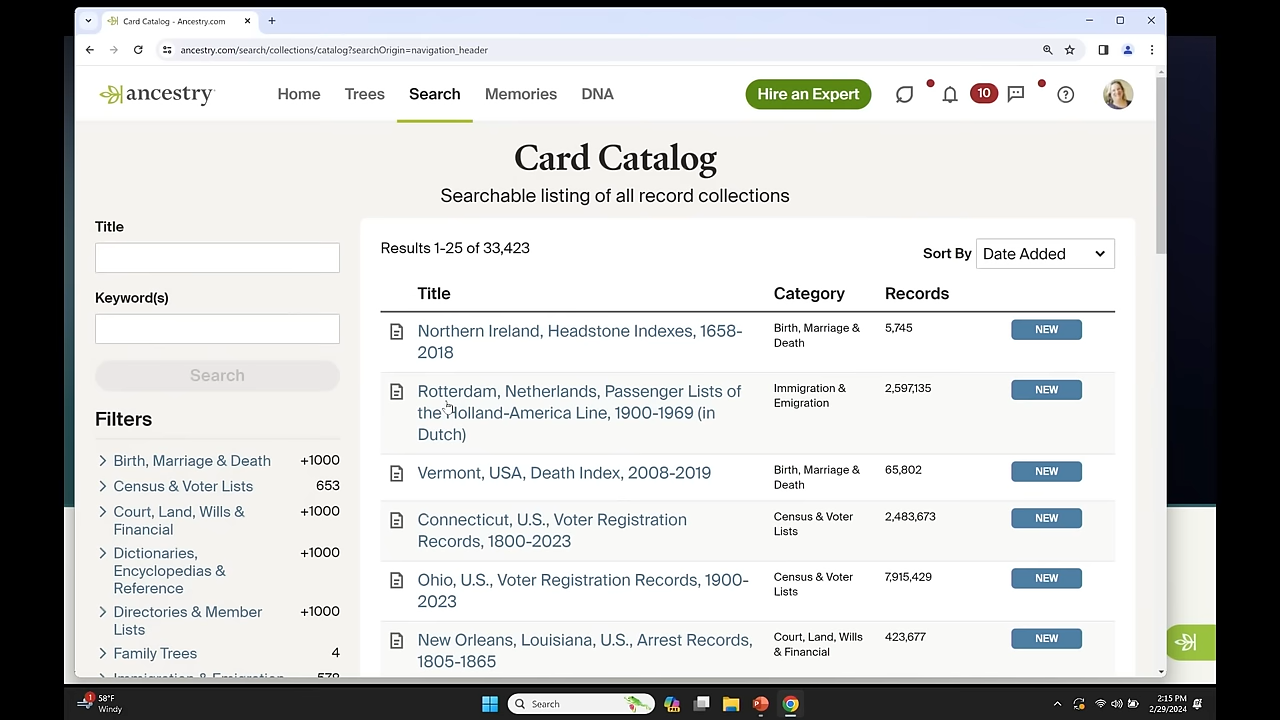 Card Catalog - Ancestry.com
ancestry.com/search/collections/catalog?searchOrigin=navigation_header
ancestry
Home
Trees
Search
Memories
DNA
Hire an Expert
10
Card Catalog
Searchable listing of all record collections
Title
Keyword(s)
Search
Filters
Birth, Marriage & Death +1000
Census & Voter Lists 653
Court, Land, Wills & +1000
Financial
Dictionaries, +1000
Encyclopedias &
Reference
Directories & Member +1000
Lists
Family Trees 4
Immigration & Emigration 578
Results 1-25 of 33,423
Sort By Date Added
Title Category Records
Northern Ireland, Headstone Indexes, 1658-
2018
Birth, Marriage &
Death
5,745
NEW
Rotterdam, Netherlands, Passenger Lists of
the Holland-America Line, 1900-1969 (in
Dutch)
Immigration &
Emigration
2,597,135
NEW
Vermont, USA, Death Index, 2008-2019
Birth, Marriage &
Death
65,802
NEW
Connecticut, U.S., Voter Registration
Records, 1800-2023
Census & Voter
Lists
2,483,673
NEW
Ohio, U.S., Voter Registration Records, 1900-
2023
Census & Voter
Lists
7,915,429
NEW
New Orleans, Louisiana, U.S., Arrest Records,
1805-1865
Court, Land, Wills
& Financial
423,677
NEW
1
58°F
Windy
Search
2:15 PM
2/29/2024